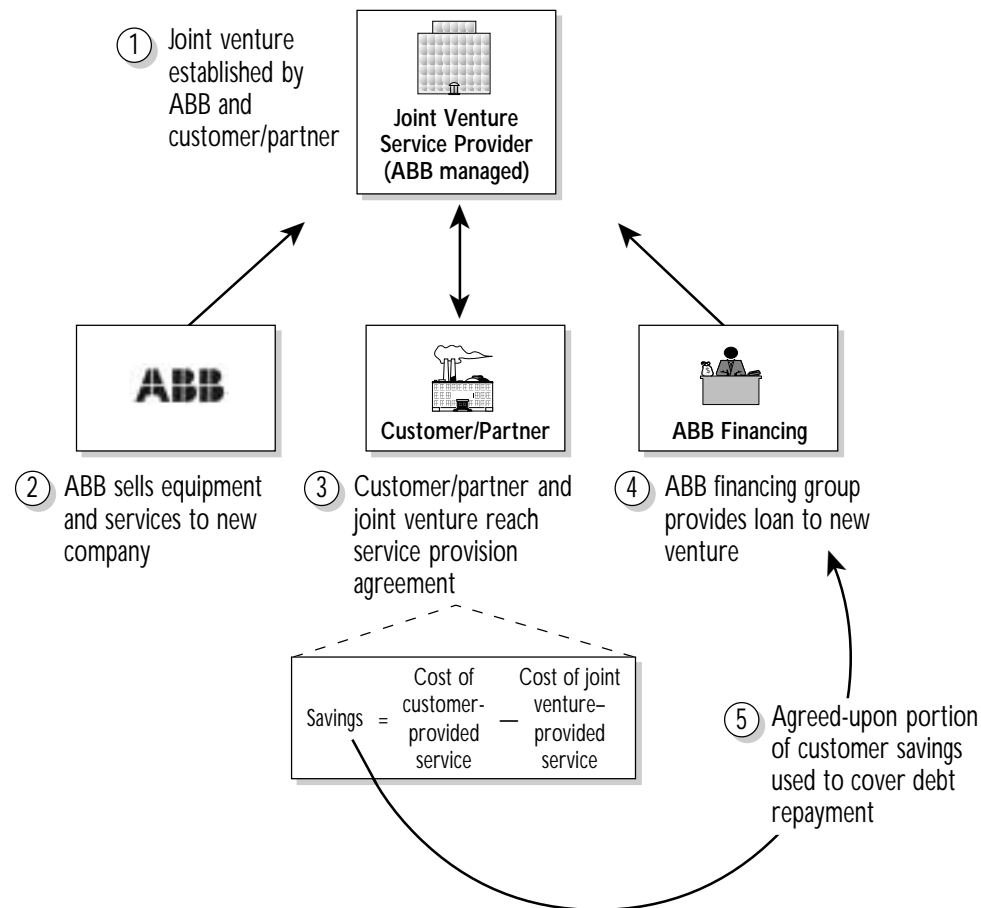 1 Joint venture
established by
ABB and
customer/partner
Joint Venture
Service Provider
(ABB managed)
ABB
Customer/Partner
ABB Financing
2 ABB sells equipment
and services to new
company
3 Customer/partner and
joint venture reach
service provision
agreement
4 ABB financing group
provides loan to new
venture
Savings = Cost of
customer-
provided
service
— Cost of joint
venture–
provided
service
5 Agreed-upon portion
of customer savings
used to cover debt
repayment